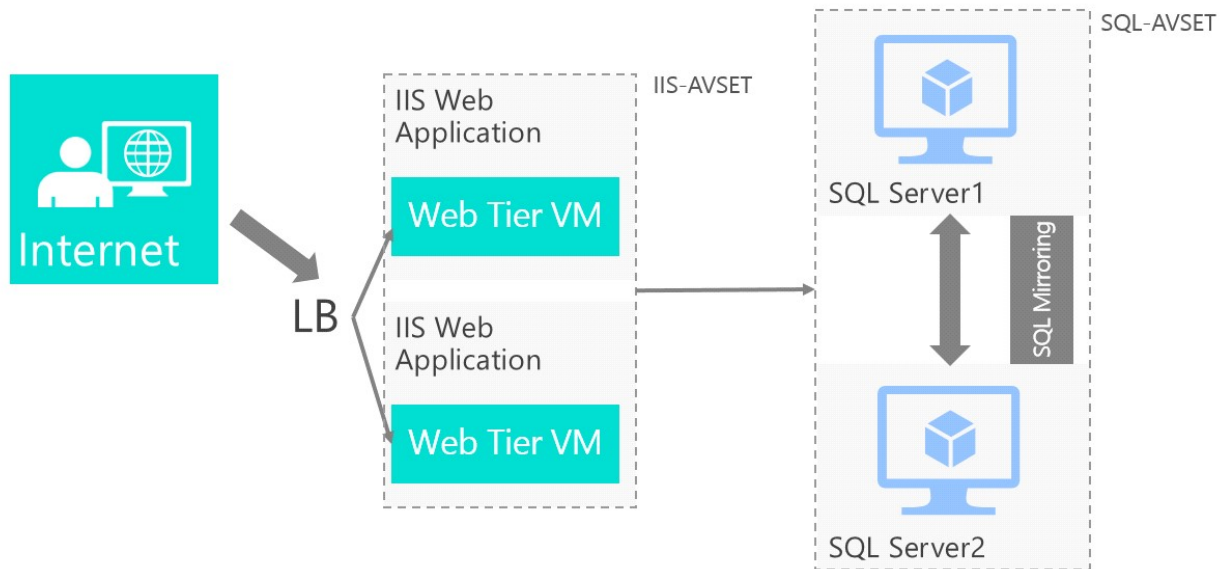 Internet
LB
IIS Web
Application
Web Tier VM
IIS Web
Application
Web Tier VM
IIS-AVSET
SQL Server1
SQL Mirroring
SQL Server2
SQL-AVSET